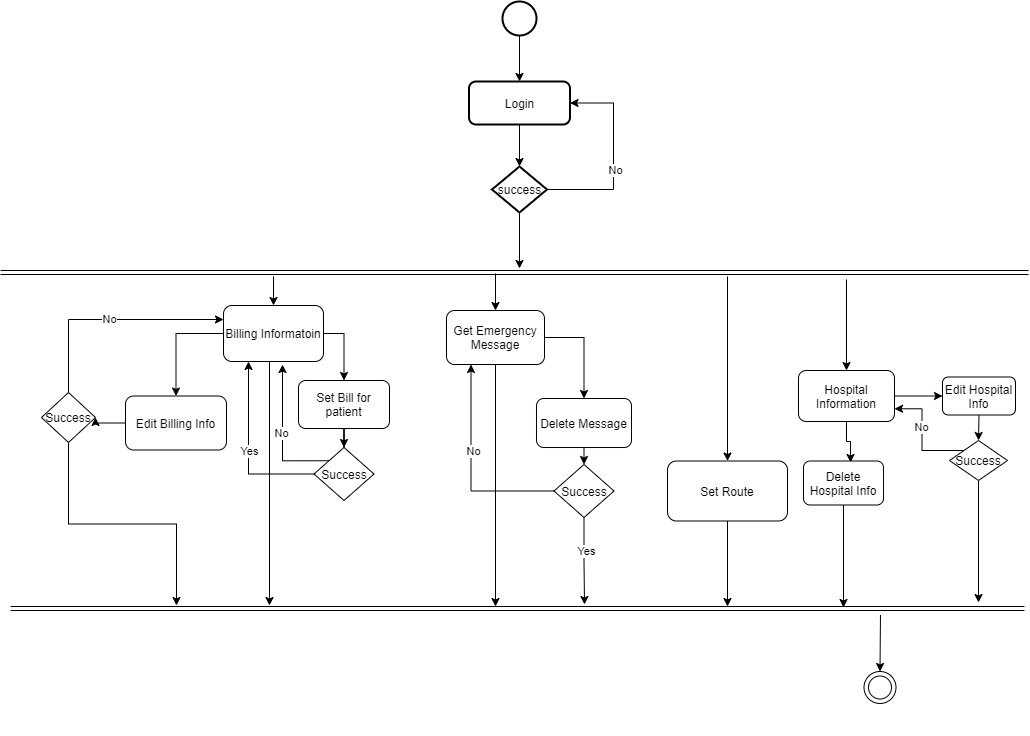 Login
No
success
No
Billing Informatoin
Get Emergency
Message
Hospital
Information
Edit Hospital
Info
Set Bill for
patient
Success
Edit Billing Info
Delete Message
No
No
Yes
No
Success
Success
Success
Set Route
Delete
Hospital Info
Success
Yes